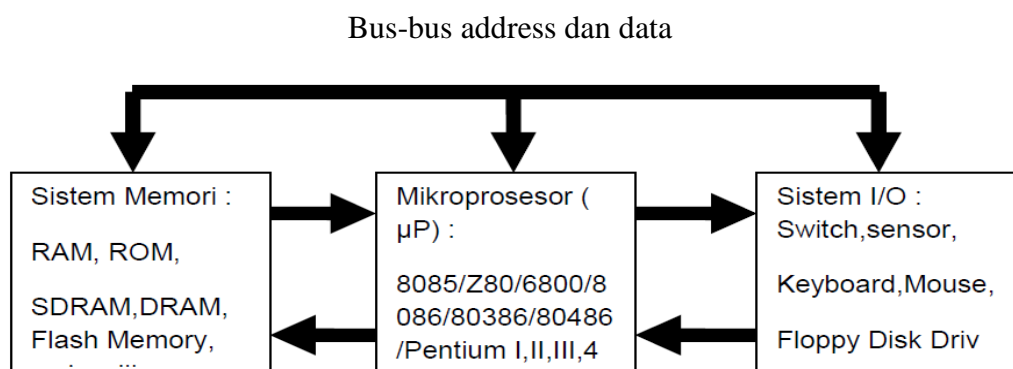 Bus-bus address dan data
Sistem Memori :
RAM, ROM,
SDRAM,DRAM,
Flash Memory,
Mikroprosesor (
µP) :
8085/Z80/6800/8
086/80386/80486
/Pentium I,II,III,4
Sistem I/O :
Switch,sensor,
Keyboard,Mouse,
Floppy Disk Driv